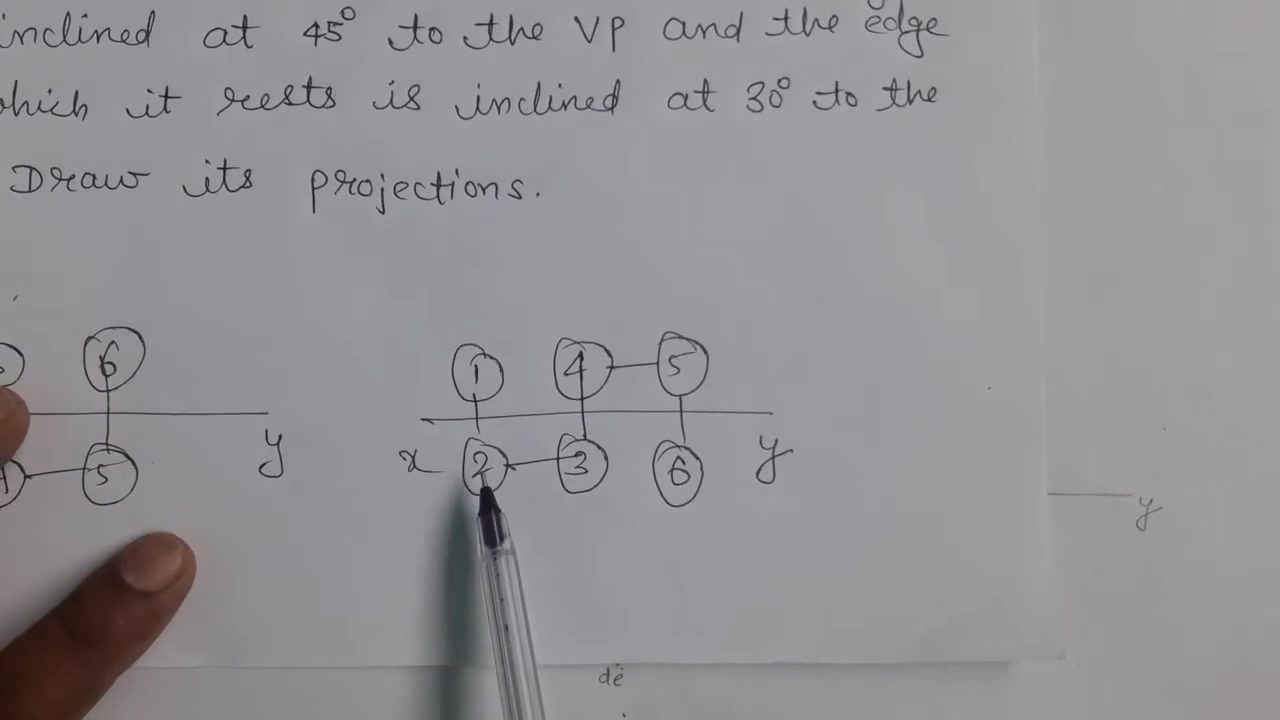 inclined at 45° to the VP and the edge
which it rests is inclined at 30° to the
Draw its projections.
6
5
y
1 4 5
2 3 6
x y
y
de